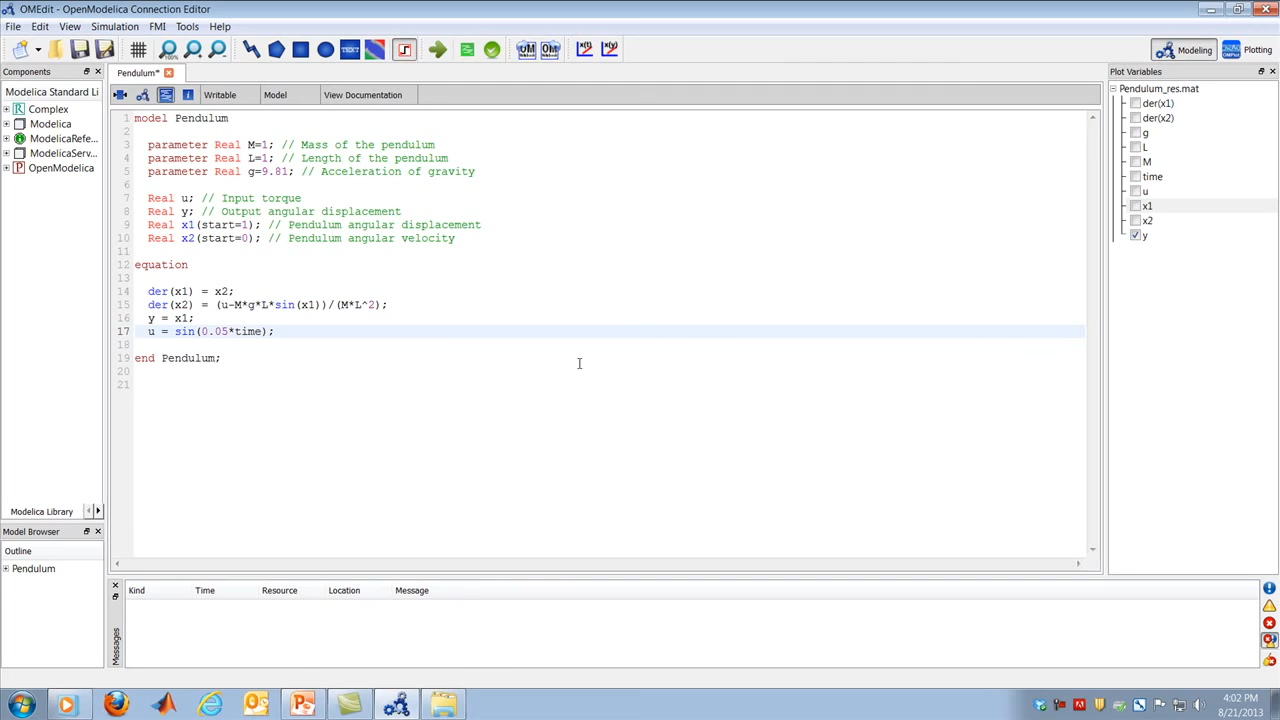 OMEdit - OpenModelica Connection Editor
File Edit View Simulation FMI Tools Help
100% TEXT UM OM x(t) x(y) Modeling Plotting
Components
Pendulum*
Plot Variables
Modelica Standard Li
Writable Model View Documentation
Complex
Modelica
ModelicaRefe...
ModelicaServ...
OpenModelica
1 model Pendulum
2
3 parameter Real M=1; // Mass of the pendulum
4 parameter Real L=1; // Length of the pendulum
5 parameter Real g=9.81; // Acceleration of gravity
6
7 Real u; // Input torque
8 Real y; // Output angular displacement
9 Real x1(start=1); // Pendulum angular displacement
10 Real x2(start=0); // Pendulum angular velocity
11
12 equation
13
14 der(x1) = x2;
15 der(x2) = (u-M*g*L*sin(x1))/(M*L^2);
16 y = x1;
17 u = sin(0.05*time);
18
19 end Pendulum;
20
21
Pendulum_res.mat
der(x1)
der(x2)
g
L
M
time
u
x1
x2
y
Modelica Library
Model Browser
Outline
Pendulum
Messages
Kind Time Resource Location Message
4:02 PM
8/21/2013